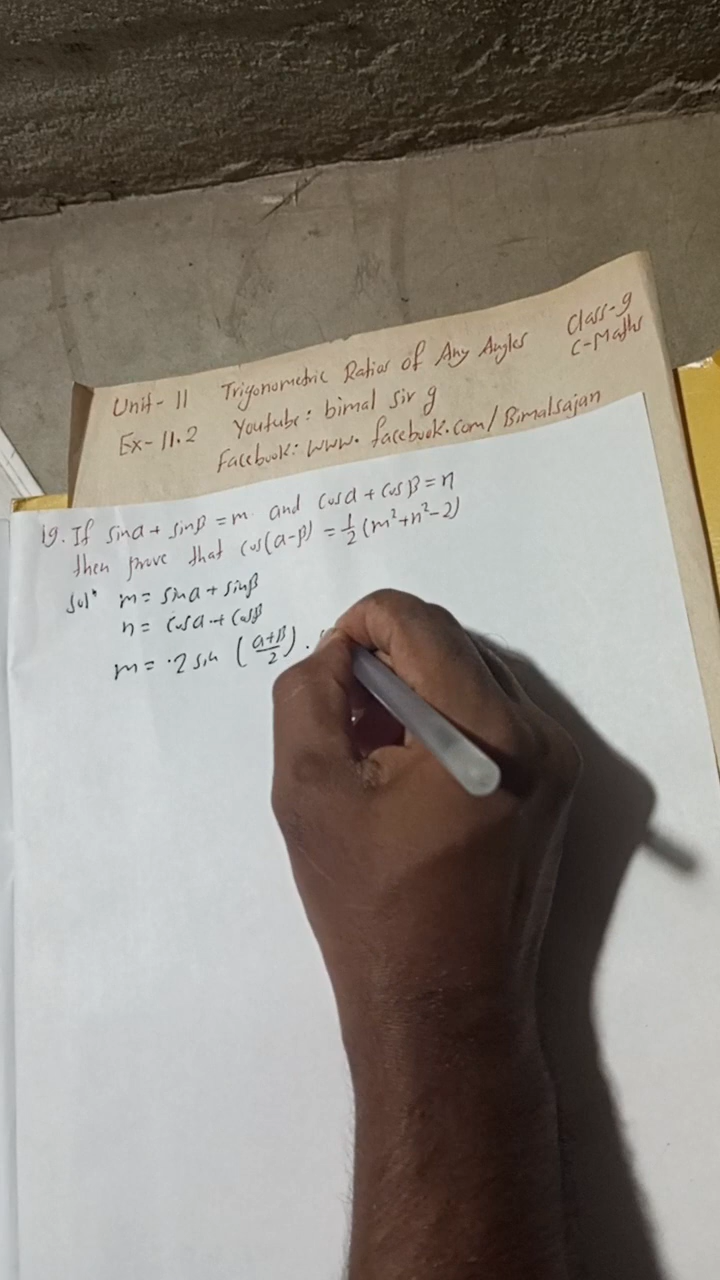 Unit-11 Trigonometric Ratios of Any Angles Class-9
Ex-11.2 Youtube: bimal sir g C-Maths
Facebook: www.facebook.com/Bimalsajan
19. If sinα + sinβ = m and cosα + cosβ = n
then prove that cos(α-β) = 1/2 (m²+n²-2)
Solⁿ m = sinα + sinβ
n = cosα + cosβ
m = 2 sin (α+β/2) .